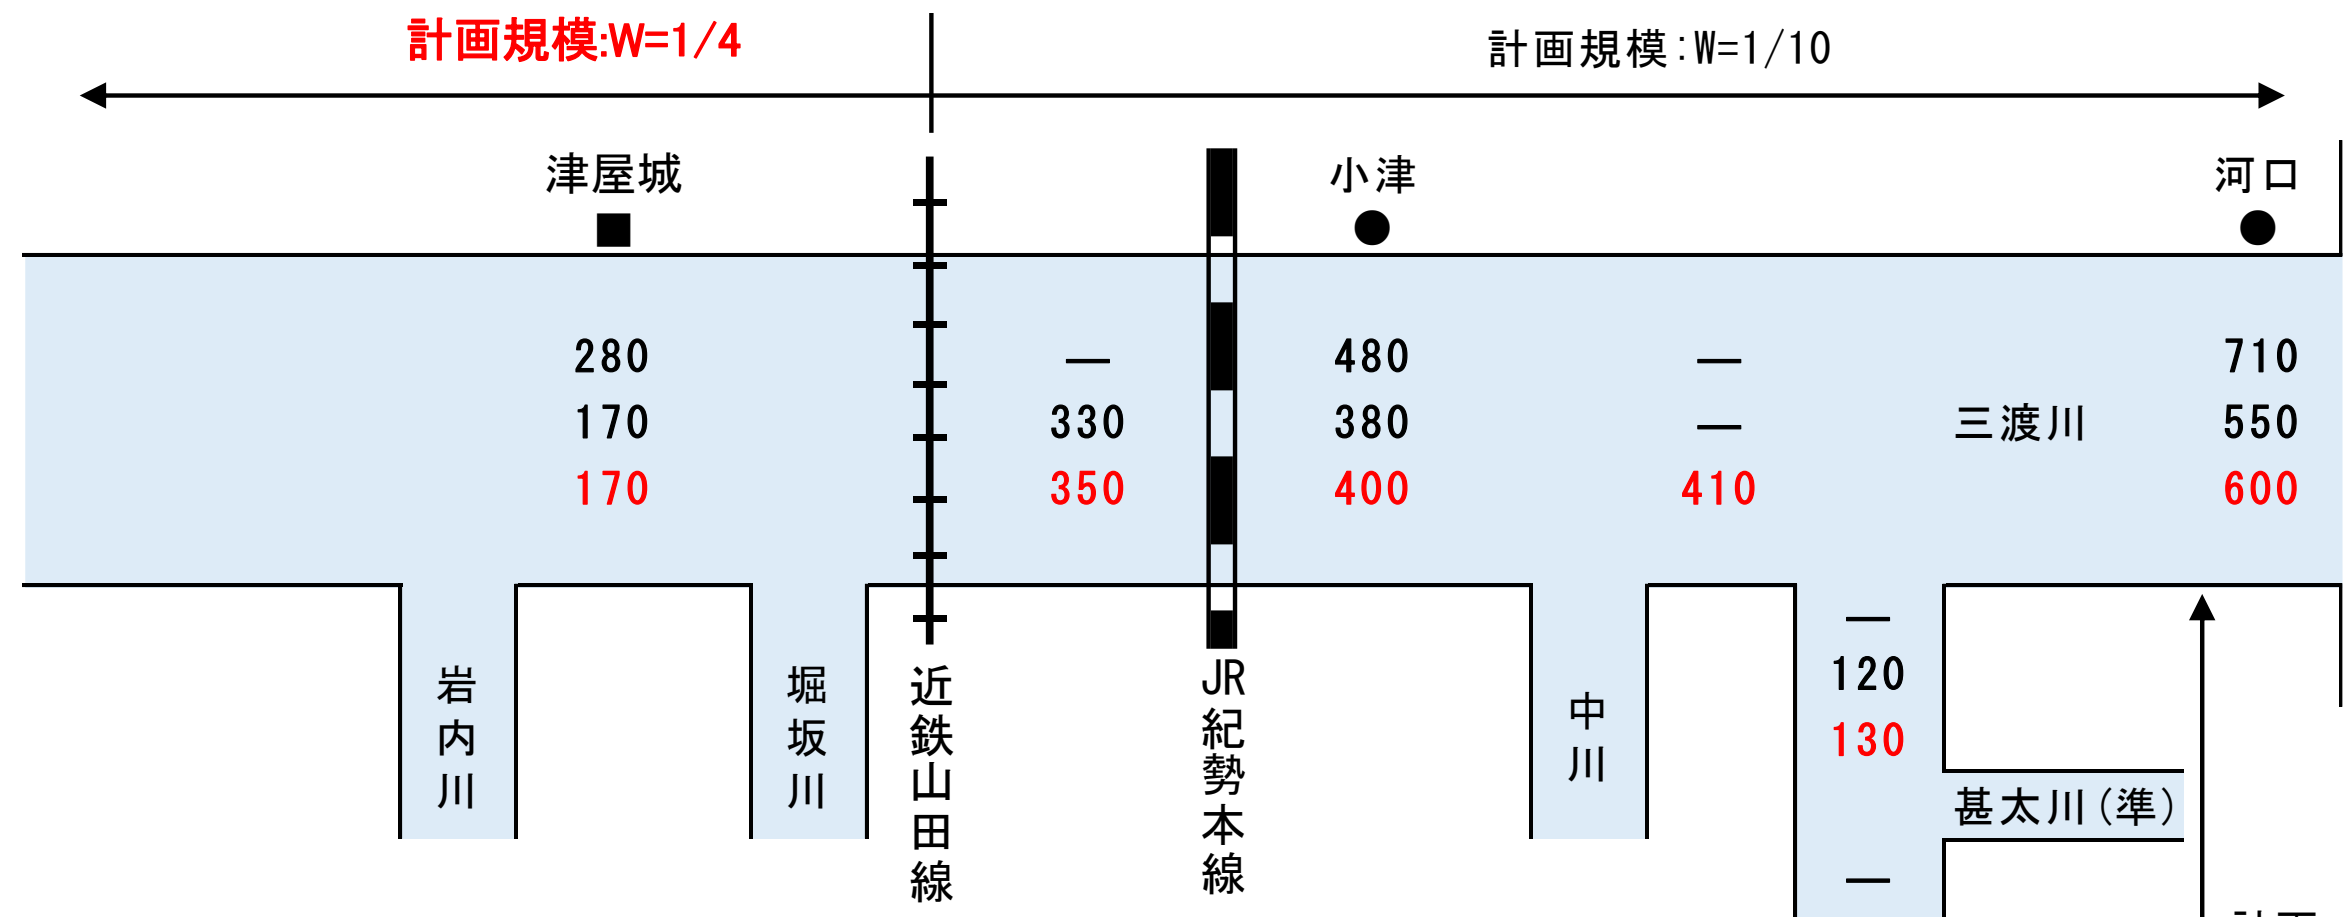 計画規模:W=1/4
計画規模:W=1/10
津屋城
小津
河口
280
—
480
—
710
170
330
380
—
三渡川
550
170
350
400
410
600
岩内川
堀坂川
近鉄山田線
JR紀勢本線
中川
—
120
130
甚太川(準)
—